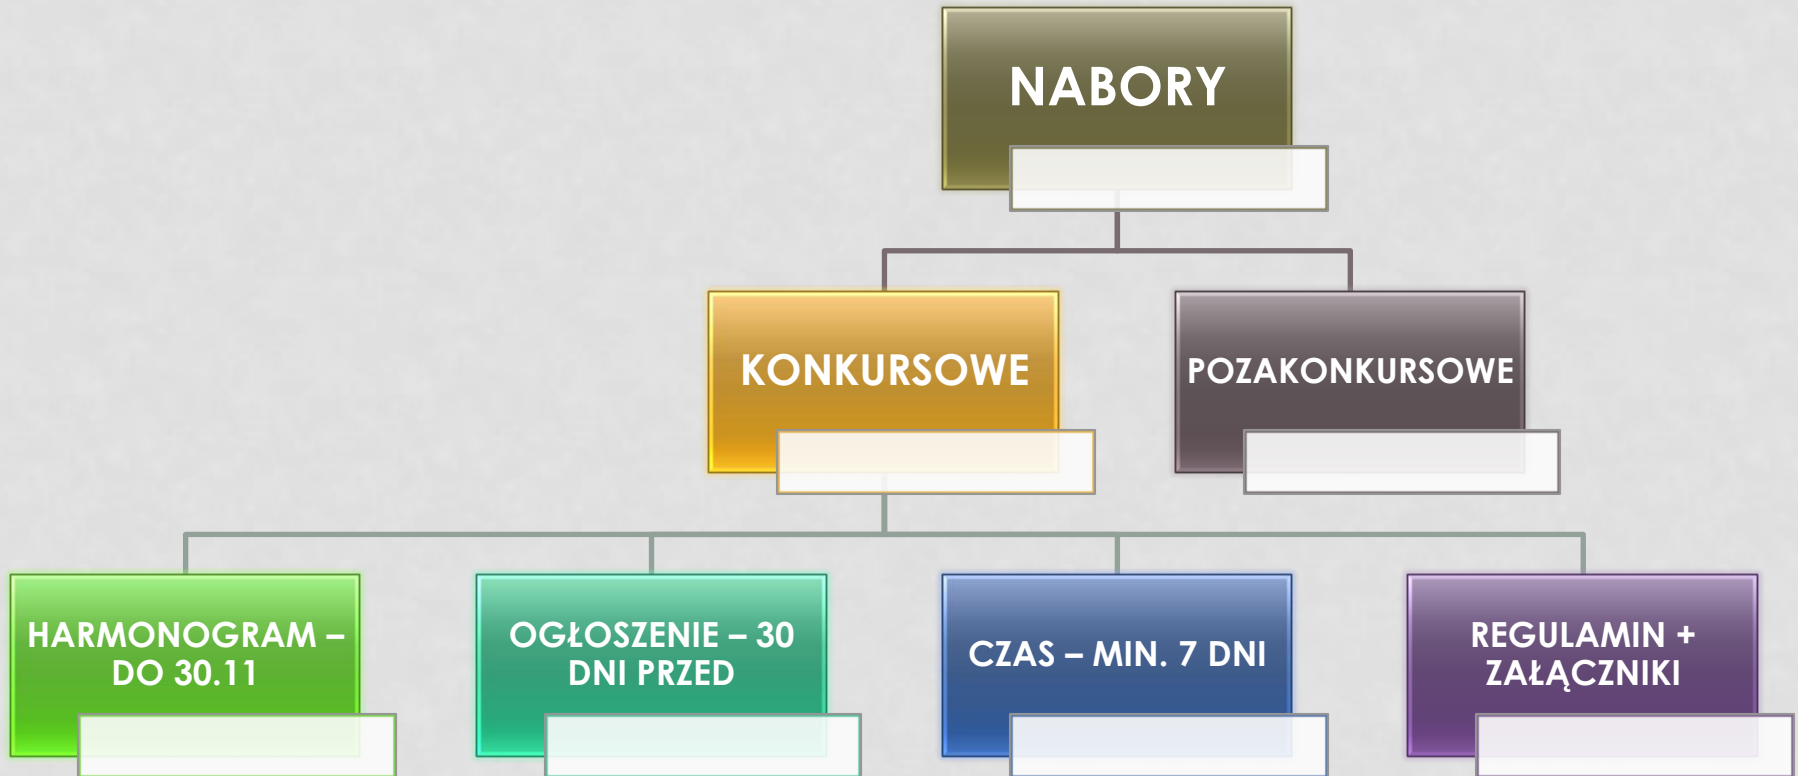 NABORY
KONKURSOWE
POZAKONKURSOWE
HARMONOGRAM –
DO 30.11
OGŁOSZENIE – 30
DNI PRZED
CZAS – MIN. 7 DNI
REGULAMIN +
ZAŁĄCZNIKI